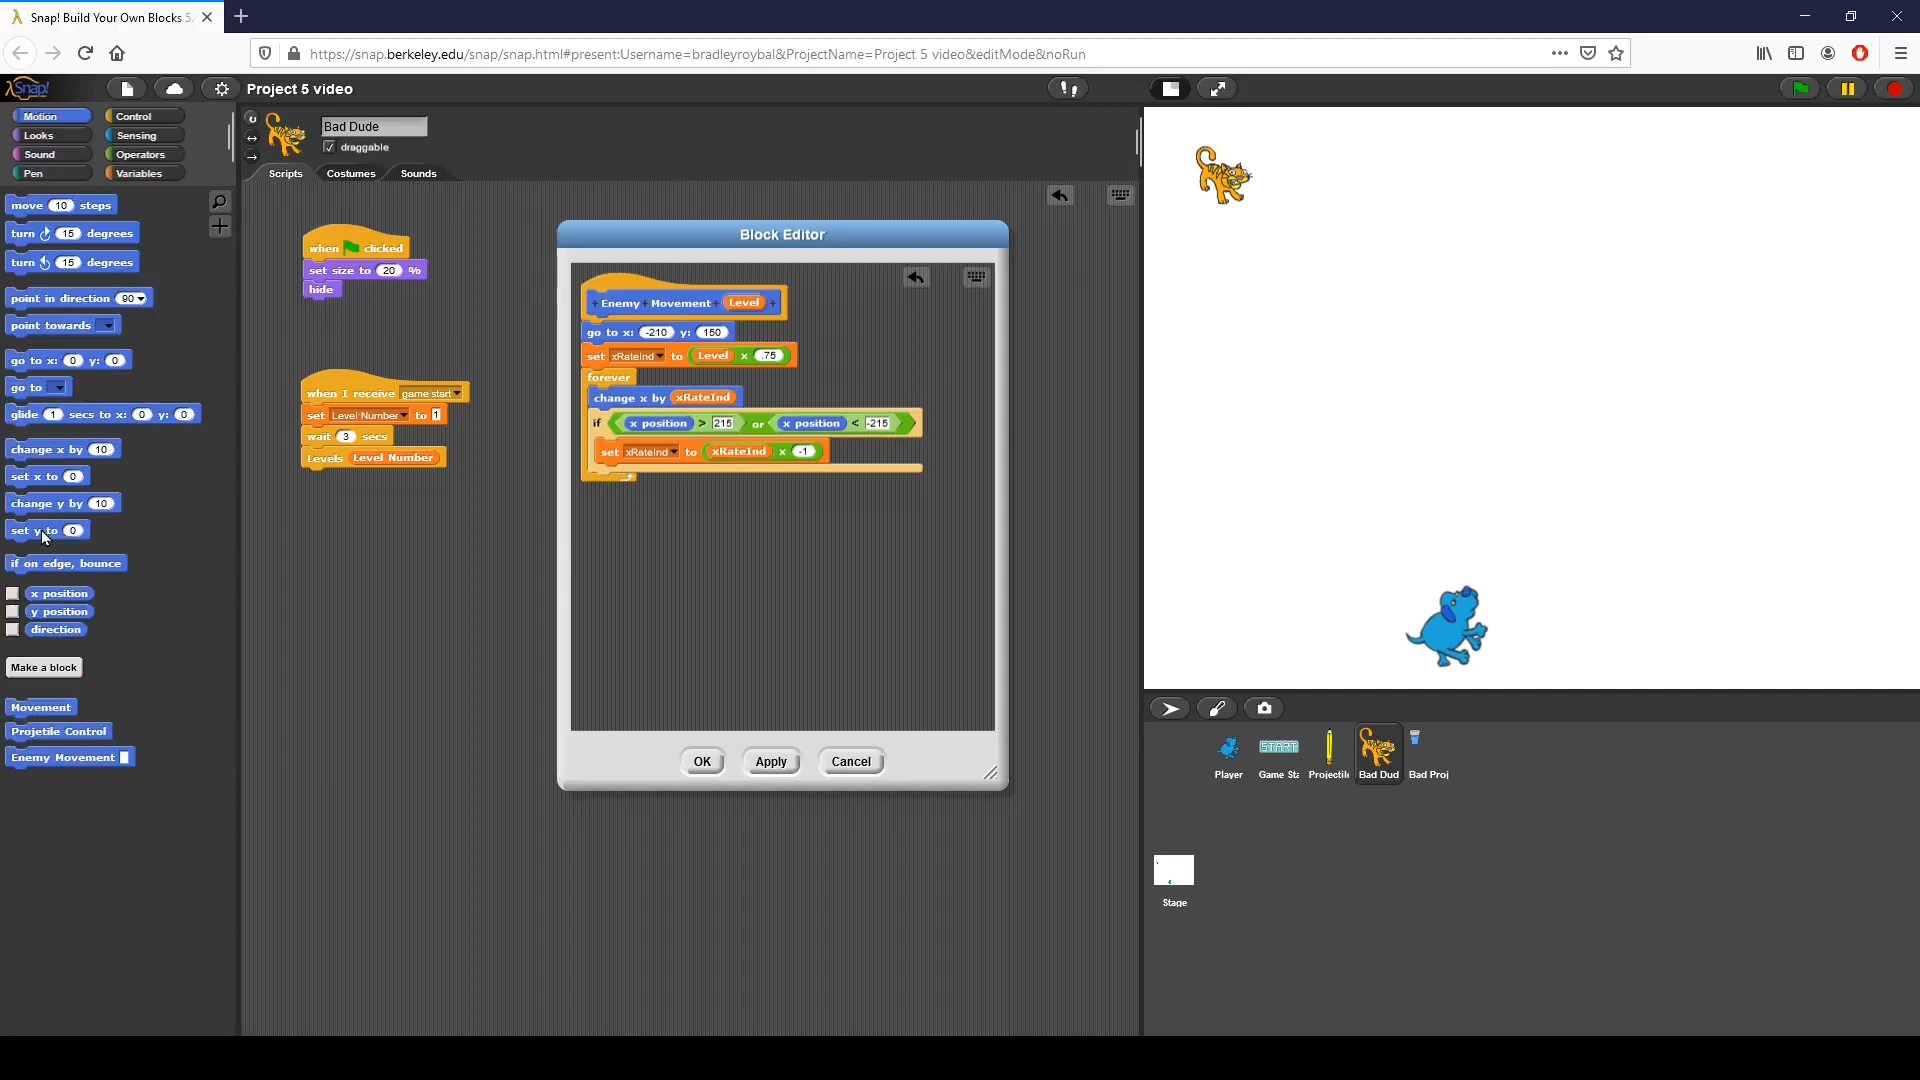 Snap! Build Your Own Blocks 5.
https://snap.berkeley.edu/snap/snap.html#present:Username=bradleyroybal&ProjectName=Project 5 video&editMode&noRun
Snap!
Project 5 video
Motion
Control
Looks
Sensing
Sound
Operators
Pen
Variables
move 10 steps
turn 15 degrees
turn 15 degrees
point in direction 90
point towards
go to x: 0 y: 0
go to
glide 1 secs to x: 0 y: 0
change x by 10
set x to 0
change y by 10
set y to 0
if on edge, bounce
x position
y position
direction
Make a block
Movement
Projetile Control
Enemy Movement
Bad Dude
draggable
Scripts
Costumes
Sounds
when clicked
set size to 20 %
hide
when I receive game start
set Level Number to 1
wait 3 secs
Levels Level Number
Block Editor
+ Enemy + Movement + Level +
go to x: -210 y: 150
set xRateInd to Level × .75
forever
change x by xRateInd
if x position > 215 or x position < -215
set xRateInd to xRateInd × -1
OK
Apply
Cancel
START
Player
Game Sta
Projectile
Bad Dud
Bad Proj
Stage